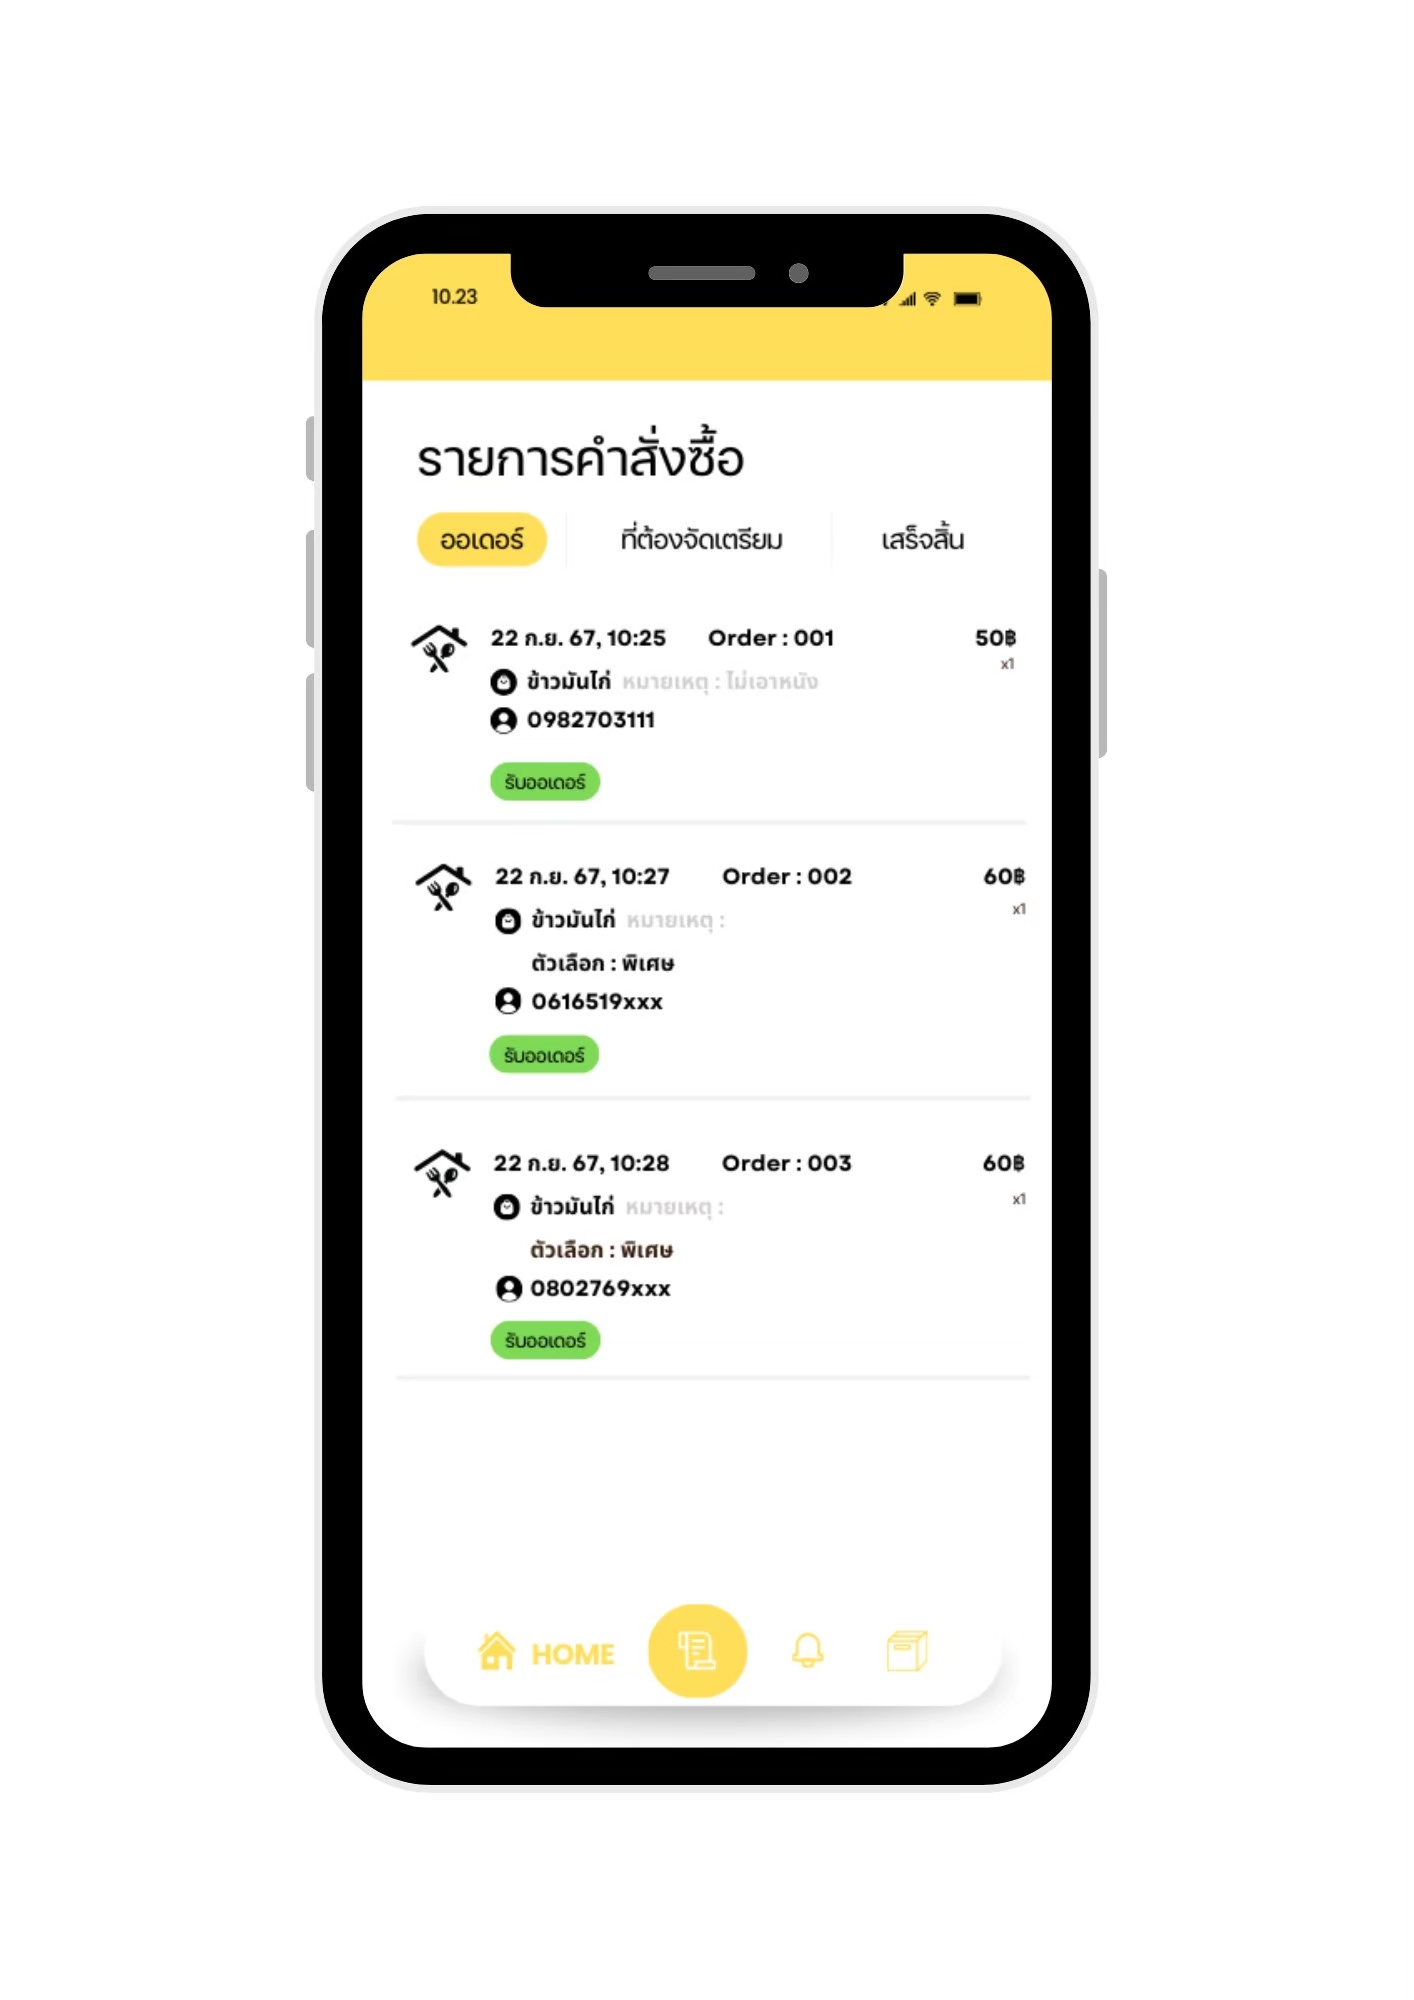 10.23
รายการคำสั่งซื้อ
ออเดอร์ ที่ต้องจัดเตรียม เสร็จสิ้น
22 ก.ย. 67, 10:25 Order : 001 50฿
x1
ข้าวมันไก่ หมายเหตุ : ไม่เอาหนัง
0982703111
รับออเดอร์
22 ก.ย. 67, 10:27 Order : 002 60฿
x1
ข้าวมันไก่ หมายเหตุ :
ตัวเลือก : พิเศษ
0616519xxx
รับออเดอร์
22 ก.ย. 67, 10:28 Order : 003 60฿
x1
ข้าวมันไก่ หมายเหตุ :
ตัวเลือก : พิเศษ
0802769xxx
รับออเดอร์
HOME